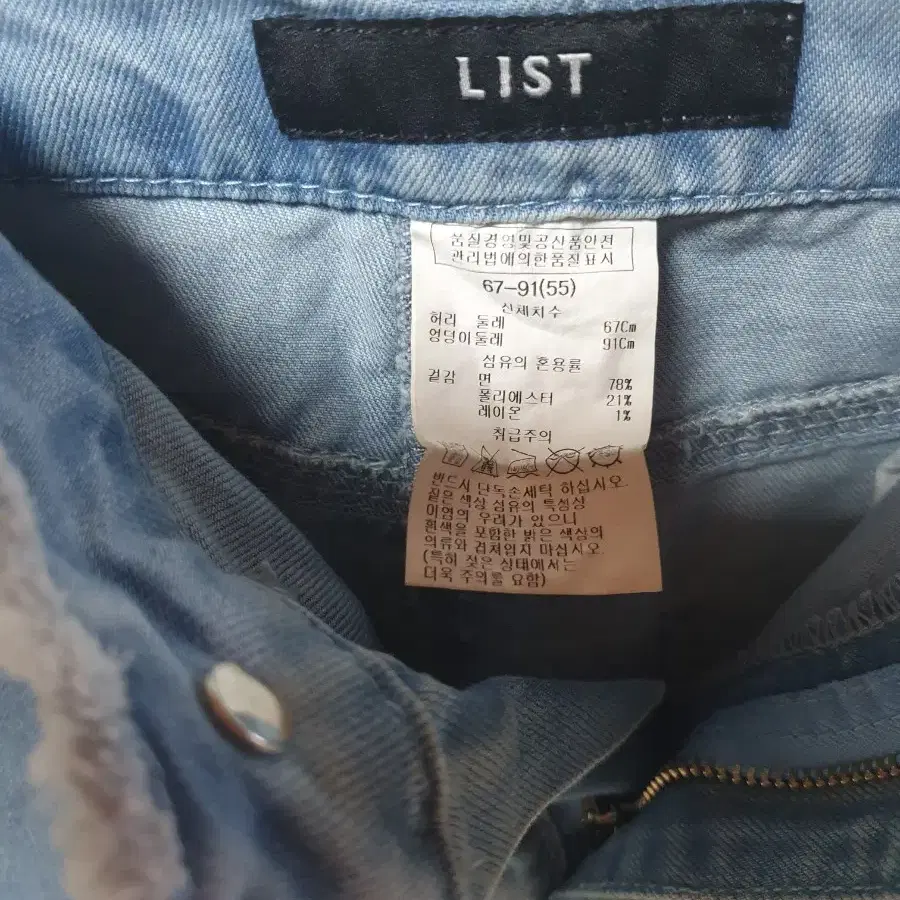 LIST
품질경영및공산품안전
관리법에의한품질표시
67-91(55)
신체치수
허리 둘레 67Cm
엉덩이둘레 91Cm
섬유의 혼용률
겉감 면 78%
폴리에스터 21%
레이온 1%
취급주의
반드시 단독손세탁 하십시오.
짙은 색상 섬유의 특성상
이염의 우려가 있으니
흰색을 포함한 밝은 색상의
의류와 겹쳐입지 마십시오.
(특히 젖은 상태에서는
더욱 주의를 요함)